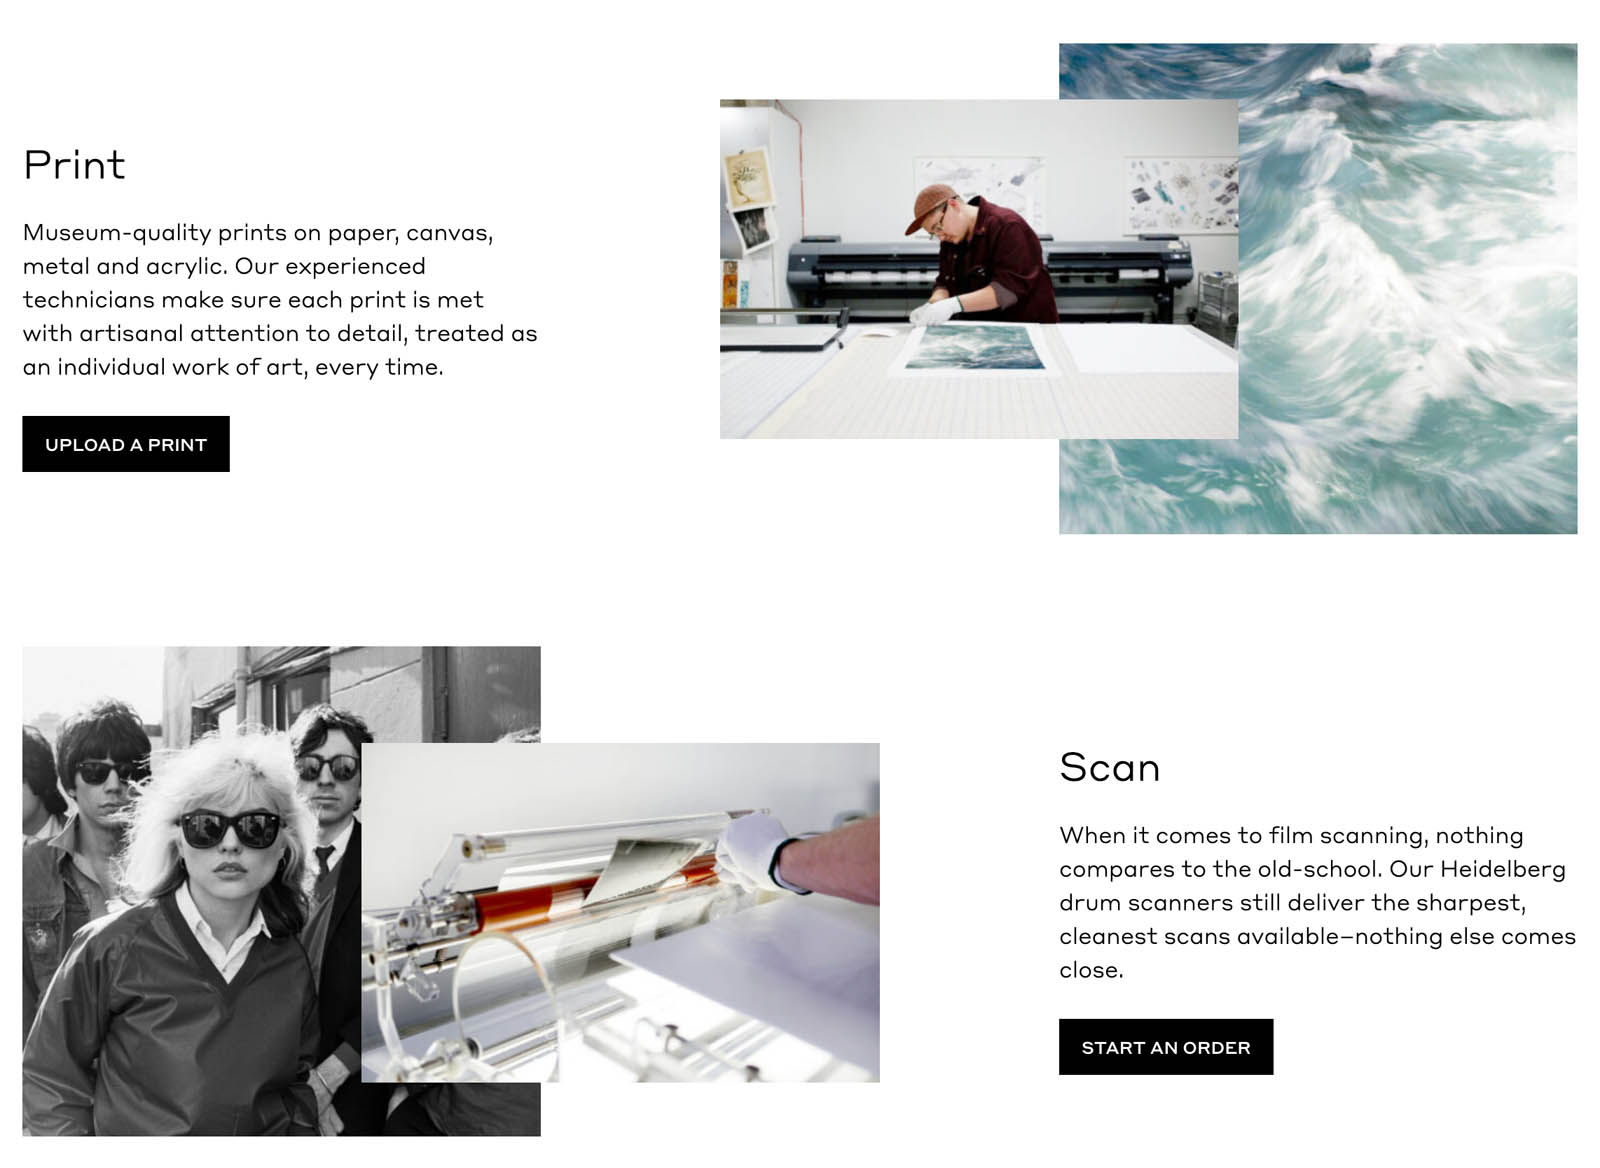 Print
Museum-quality prints on paper, canvas,
metal and acrylic. Our experienced
technicians make sure each print is met
with artisanal attention to detail, treated as
an individual work of art, every time.
UPLOAD A PRINT
Scan
When it comes to film scanning, nothing
compares to the old-school. Our Heidelberg
drum scanners still deliver the sharpest,
cleanest scans available–nothing else comes
close.
START AN ORDER